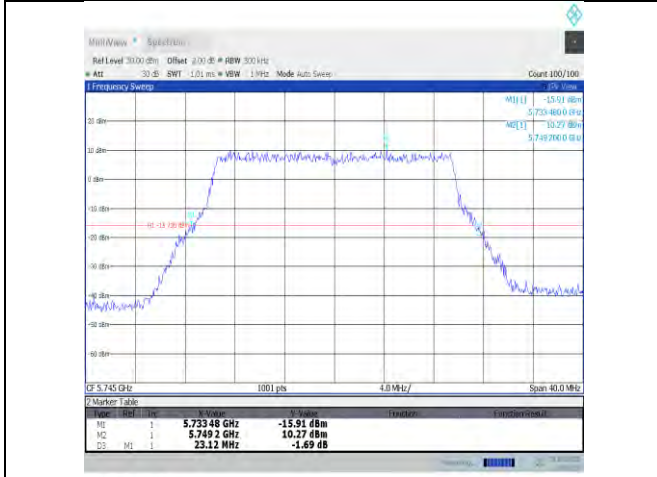 MultiView Spectrum
Ref Level 30.00 dBm Offset 2.00 dB RBW 500 kHz
Att 30 dB SWT 1.01 ms VBW 1 MHz Mode Auto Sweep Count 100/100
1 Frequency Sweep
M1[1] -15.91 dBm
5.733 480 0 GHz
M2[1] 10.27 dBm
5.749 200 0 GHz
20 dBm
10 dBm
0 dBm
-10 dBm
-20 dBm
-30 dBm
-40 dBm
-50 dBm
-60 dBm
CF 5.745 GHz 1001 pts 4.0 MHz/ Span 40.0 MHz
2 Marker Table
Type Ref Trc X-Value Y-Value Function Function Result
M1 1 5.733 48 GHz -15.91 dBm
M2 1 5.749 2 GHz 10.27 dBm
D3 M1 1 23.12 MHz -1.69 dB